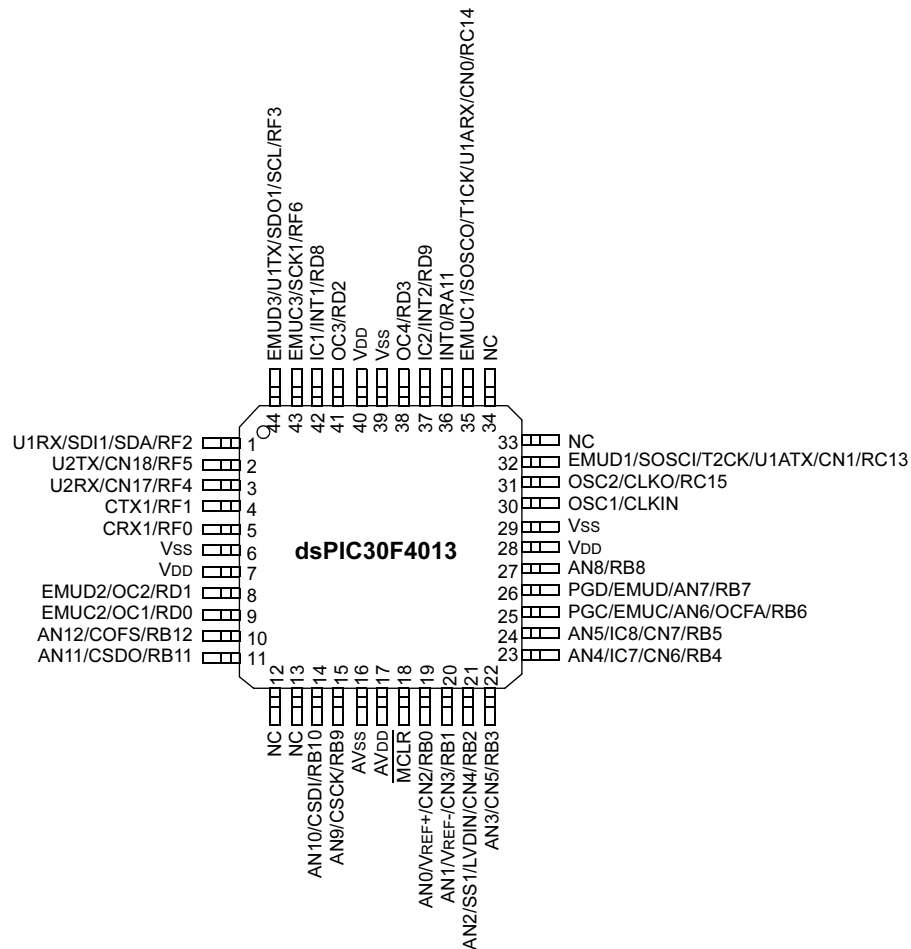 EMUD3/U1TX/SDO1/SCL/RF3
EMUC3/SCK1/RF6
IC1/INT1/RD8
OC3/RD2
VDD
VSS
OC4/RD3
IC2/INT2/RD9
INT0/RA11
EMUC1/SOSCO/T1CK/U1ARX/CN0/RC14
NC
44
43
42
41
40
39
38
37
36
35
34
U1RX/SDI1/SDA/RF2 1
U2TX/CN18/RF5 2
U2RX/CN17/RF4 3
CTX1/RF1 4
CRX1/RF0 5
VSS 6
VDD 7
EMUD2/OC2/RD1 8
EMUC2/OC1/RD0 9
AN12/COFS/RB12 10
AN11/CSDO/RB11 11
dsPIC30F4013
33 NC
32 EMUD1/SOSCI/T2CK/U1ATX/CN1/RC13
31 OSC2/CLKO/RC15
30 OSC1/CLKIN
29 VSS
28 VDD
27 AN8/RB8
26 PGD/EMUD/AN7/RB7
25 PGC/EMUC/AN6/OCFA/RB6
24 AN5/IC8/CN7/RB5
23 AN4/IC7/CN6/RB4
12
13
14
15
16
17
18
19
20
21
22
NC
NC
AN10/CSDI/RB10
AN9/CSCK/RB9
AVSS
AVDD
MCLR
AN0/VREF+/CN2/RB0
AN1/VREF-/CN3/RB1
AN2/SS1/LVDIN/CN4/RB2
AN3/CN5/RB3